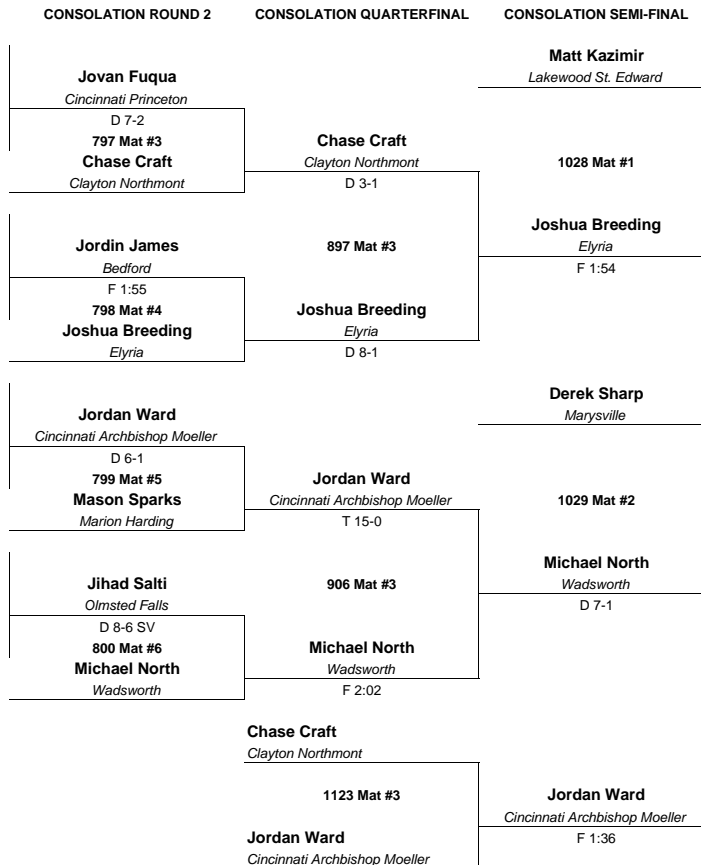 CONSOLATION ROUND 2
CONSOLATION QUARTERFINAL
CONSOLATION SEMI-FINAL
Jovan Fuqua
Cincinnati Princeton
D 7-2
797 Mat #3
Chase Craft
Clayton Northmont
Jordin James
Bedford
F 1:55
798 Mat #4
Joshua Breeding
Elyria
Jordan Ward
Cincinnati Archbishop Moeller
D 6-1
799 Mat #5
Mason Sparks
Marion Harding
Jihad Salti
Olmsted Falls
D 8-6 SV
800 Mat #6
Michael North
Wadsworth
Chase Craft
Clayton Northmont
D 3-1
897 Mat #3
Joshua Breeding
Elyria
D 8-1
Jordan Ward
Cincinnati Archbishop Moeller
T 15-0
906 Mat #3
Michael North
Wadsworth
F 2:02
Matt Kazimir
Lakewood St. Edward
1028 Mat #1
Joshua Breeding
Elyria
F 1:54
Derek Sharp
Marysville
1029 Mat #2
Michael North
Wadsworth
D 7-1
Chase Craft
Clayton Northmont
1123 Mat #3
Jordan Ward
Cincinnati Archbishop Moeller
Jordan Ward
Cincinnati Archbishop Moeller
F 1:36